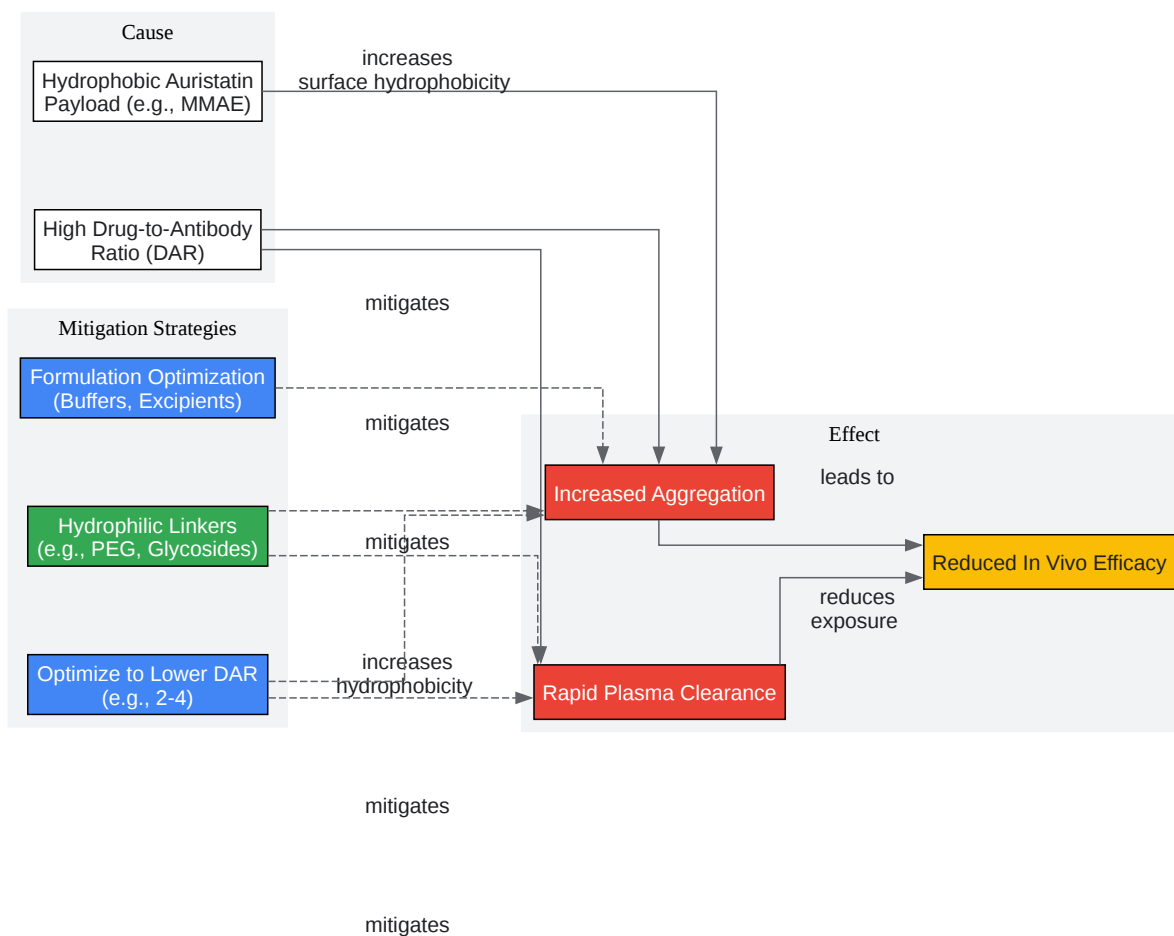 Cause
Hydrophobic Auristatin
Payload (e.g., MMAE)
increases
surface hydrophobicity
High Drug-to-Antibody
Ratio (DAR)
mitigates
Mitigation Strategies
Formulation Optimization
(Buffers, Excipients)
mitigates
Effect
leads to
Increased Aggregation
Hydrophilic Linkers
(e.g., PEG, Glycosides)
mitigates
Reduced In Vivo Efficacy
reduces
exposure
Optimize to Lower DAR
(e.g., 2-4)
increases
hydrophobicity
Rapid Plasma Clearance
mitigates
mitigates